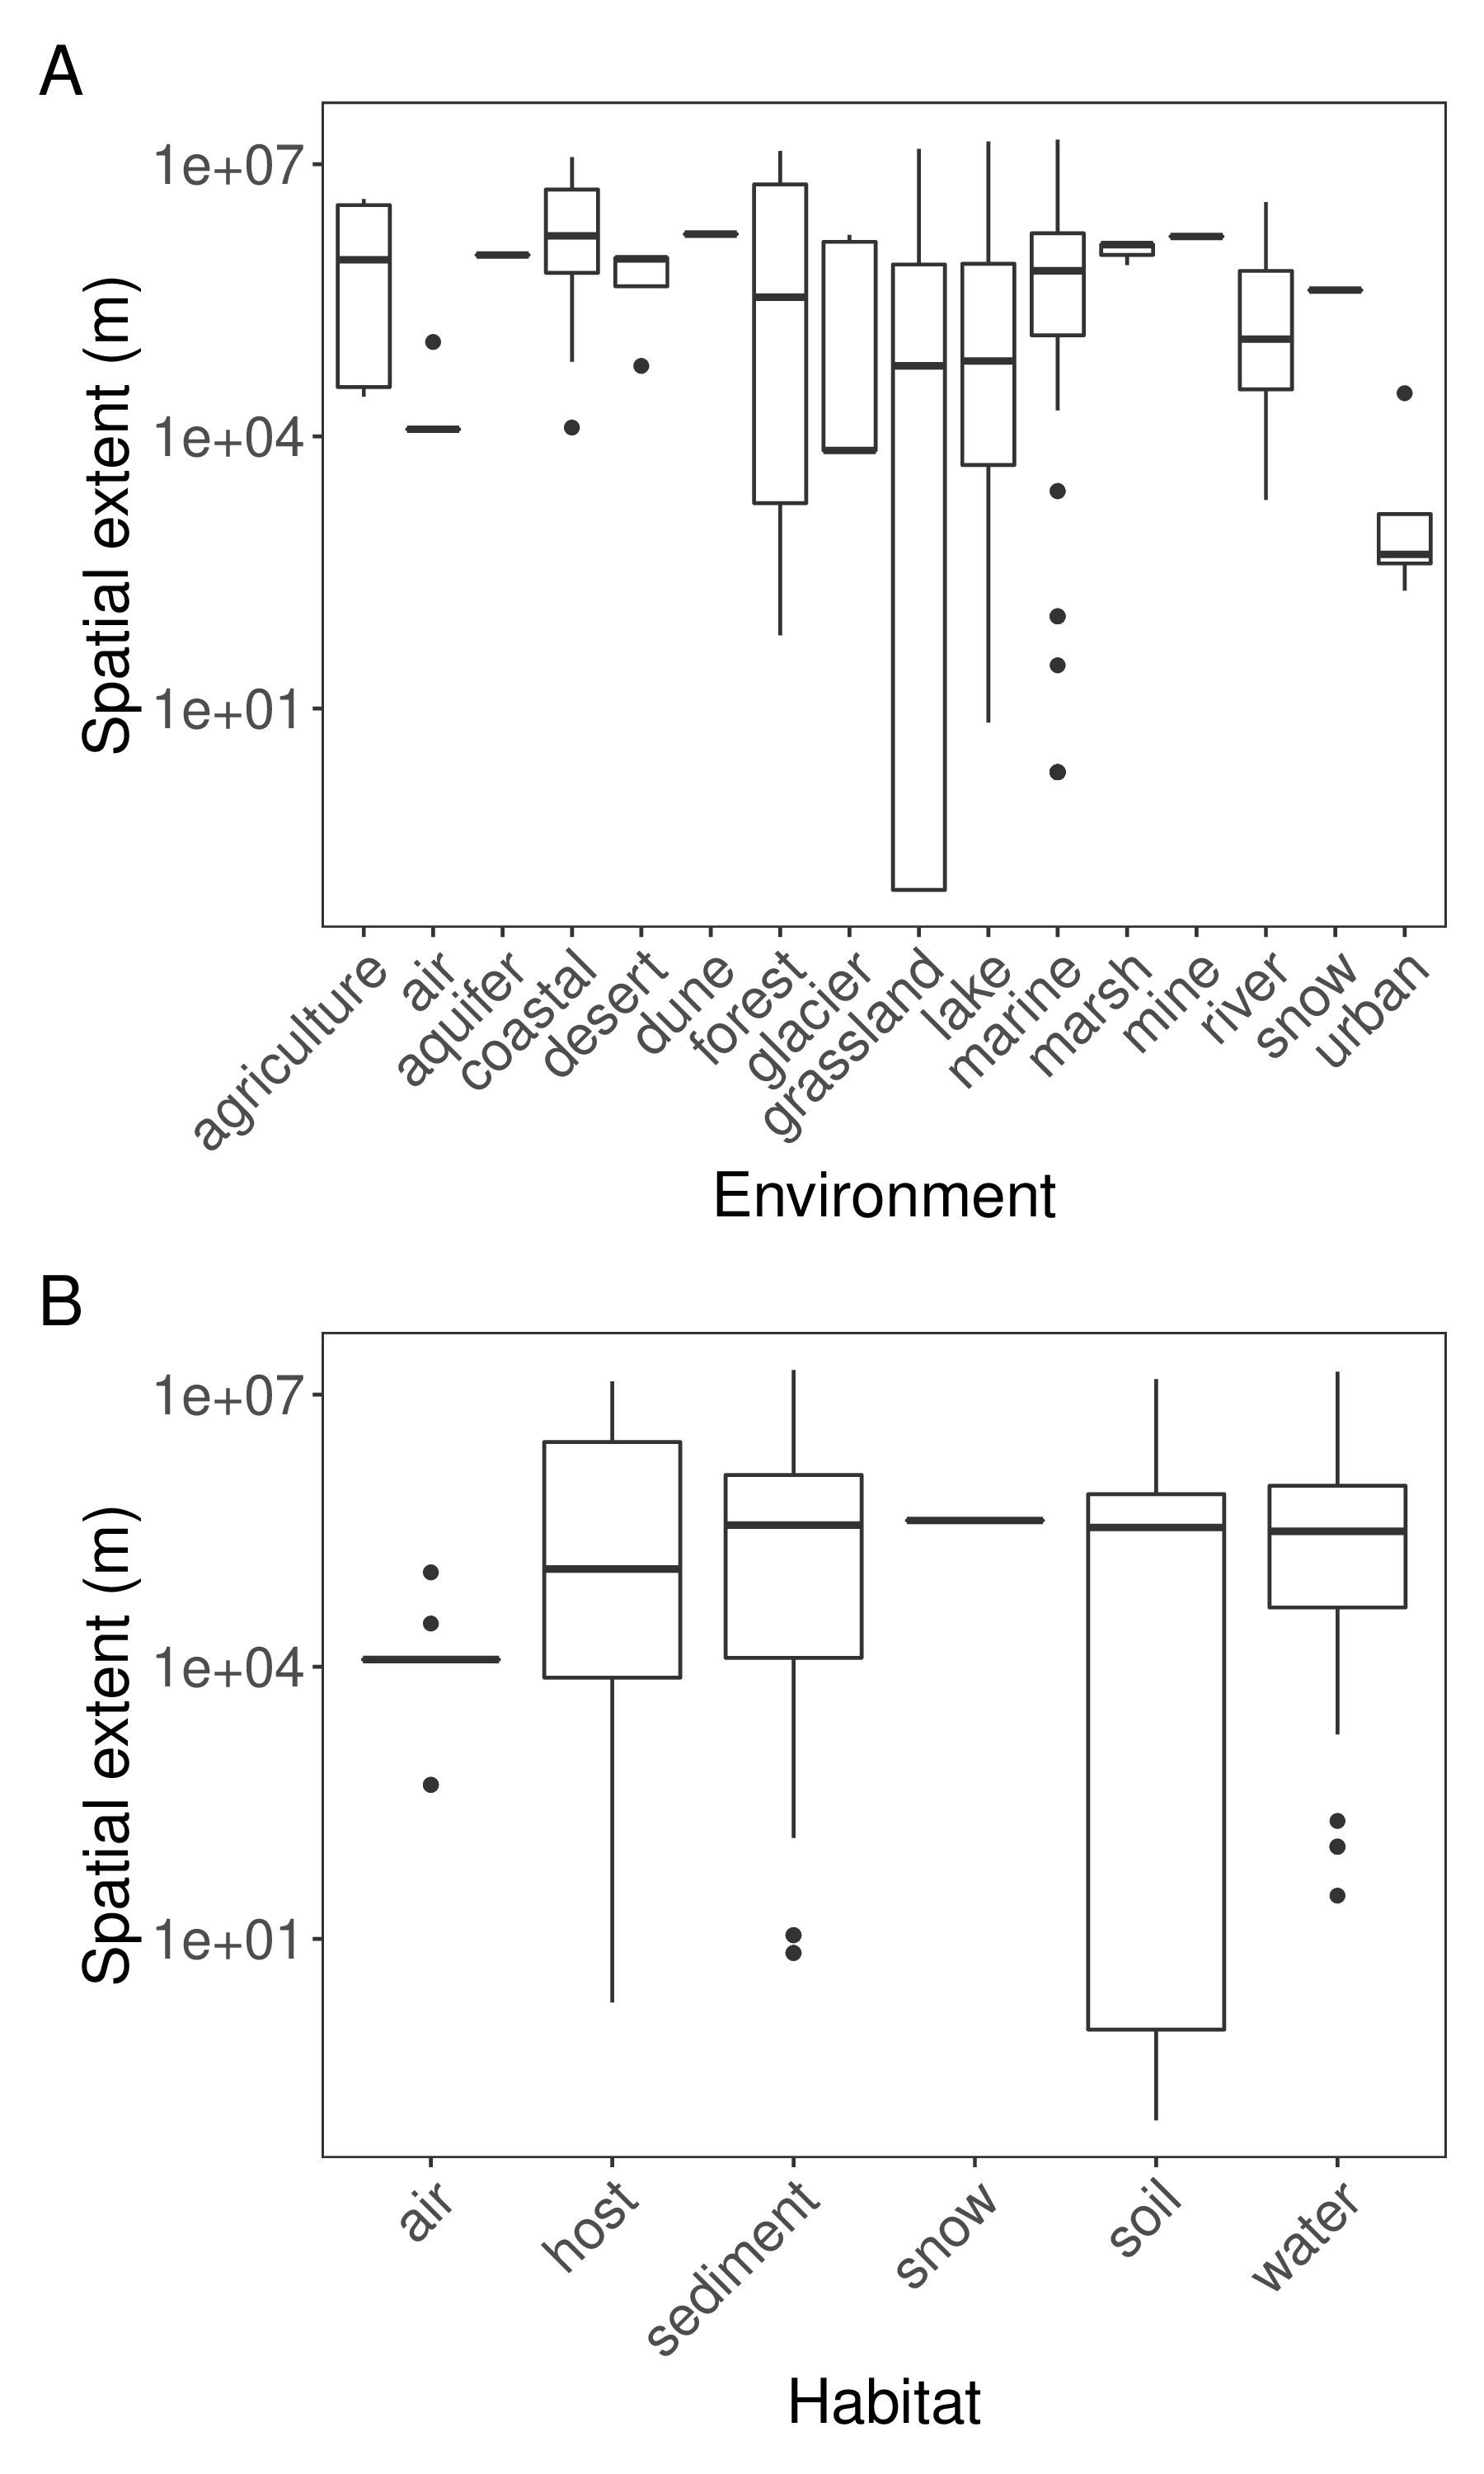 A
Spatial extent (m)
1e+07
1e+04
1e+01
agriculture
air
aquifer
coastal
desert
dune
forest
glacier
grassland
lake
marine
marsh
mine
river
snow
urban
Environment
B
Spatial extent (m)
1e+07
1e+04
1e+01
air
host
sediment
snow
soil
water
Habitat